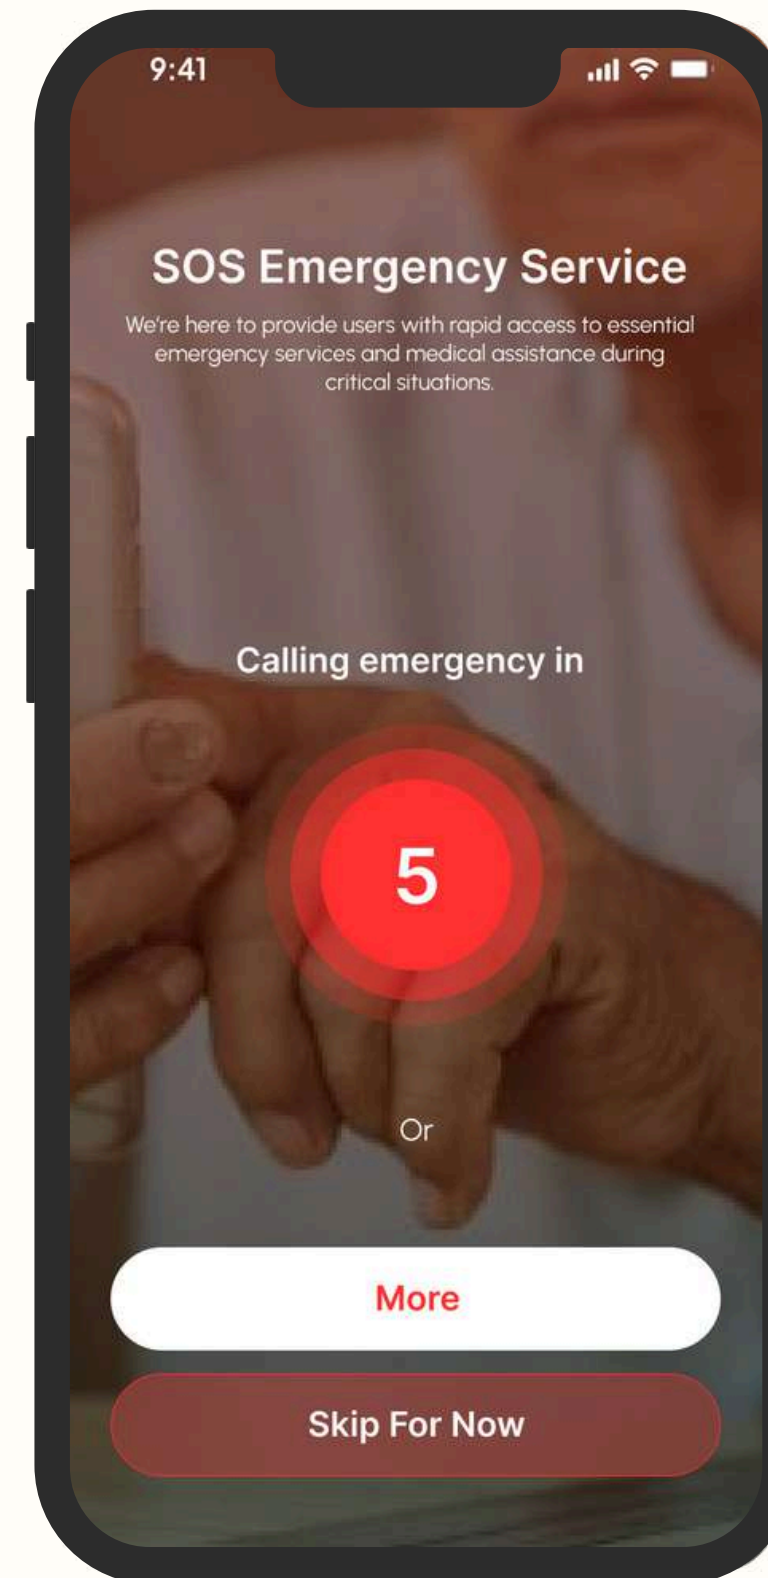 9:41
SOS Emergency Service
We're here to provide users with rapid access to essential
emergency services and medical assistance during
critical situations.
Calling emergency in
5
Or
More
Skip For Now